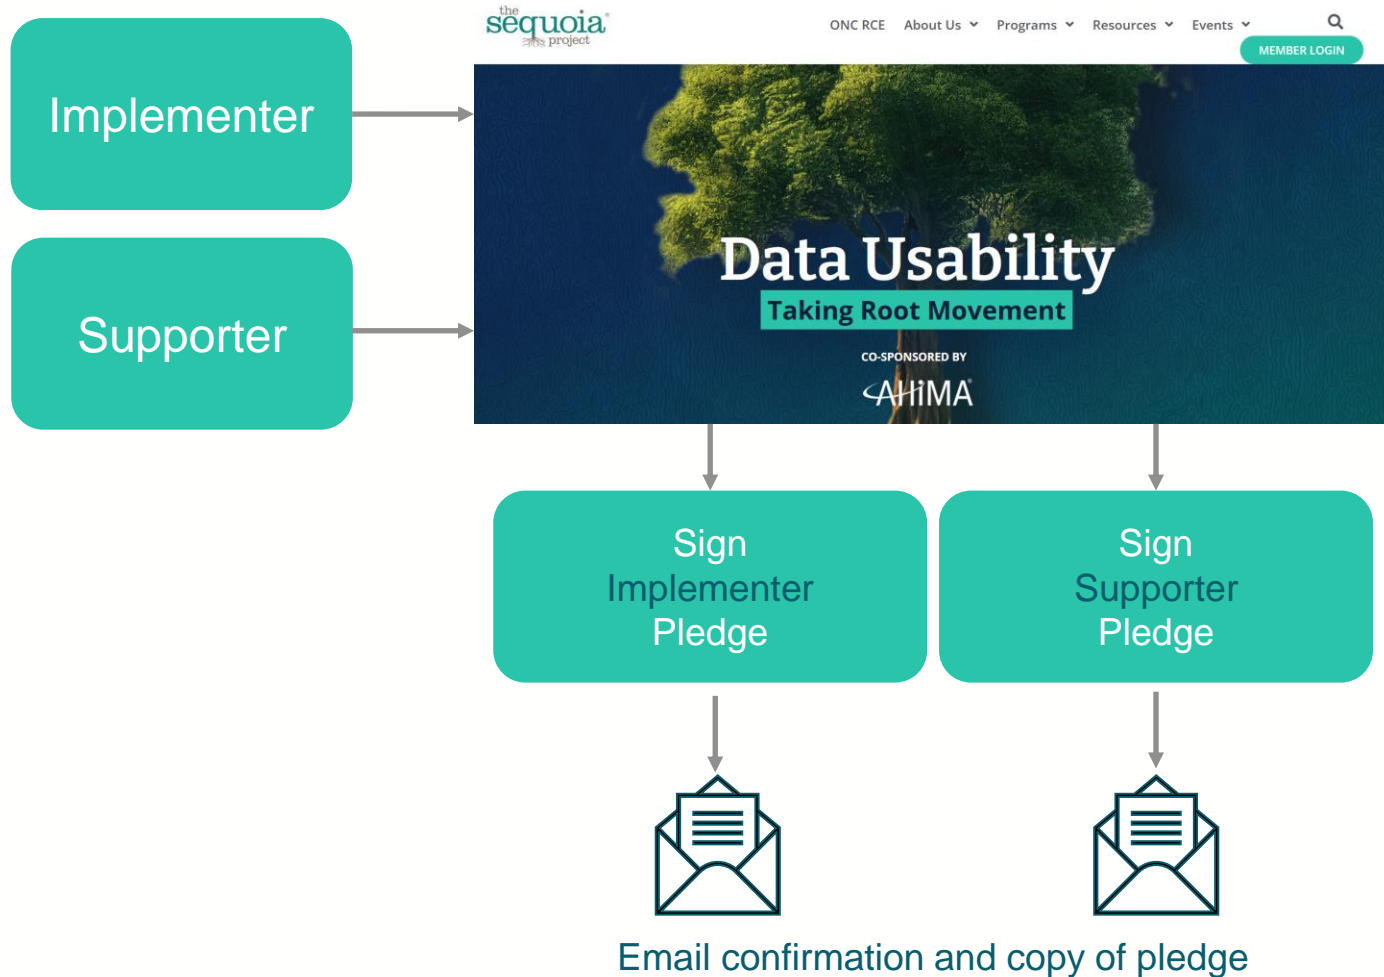 Implementer
Supporter
the
sequoia®
project
ONC RCE About Us Programs Resources Events
MEMBER LOGIN
Data Usability
Taking Root Movement
CO-SPONSORED BY
AHiMA®
Sign
Implementer
Pledge
Sign
Supporter
Pledge
Email confirmation and copy of pledge